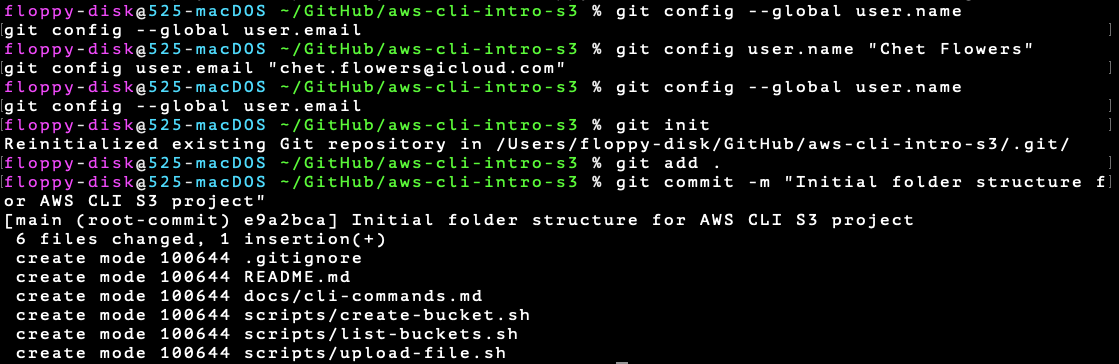 floppy-disk@525-macDOS ~/GitHub/aws-cli-intro-s3 % git config --global user.name
[git config --global user.email ]
floppy-disk@525-macDOS ~/GitHub/aws-cli-intro-s3 % git config user.name "Chet Flowers"
[git config user.email "chet.flowers@icloud.com" ]
floppy-disk@525-macDOS ~/GitHub/aws-cli-intro-s3 % git config --global user.name
[git config --global user.email ]
[floppy-disk@525-macDOS ~/GitHub/aws-cli-intro-s3 % git init ]
Reinitialized existing Git repository in /Users/floppy-disk/GitHub/aws-cli-intro-s3/.git/
[floppy-disk@525-macDOS ~/GitHub/aws-cli-intro-s3 % git add . ]
[floppy-disk@525-macDOS ~/GitHub/aws-cli-intro-s3 % git commit -m "Initial folder structure f]
or AWS CLI S3 project"
[main (root-commit) e9a2bca] Initial folder structure for AWS CLI S3 project
 6 files changed, 1 insertion(+)
 create mode 100644 .gitignore
 create mode 100644 README.md
 create mode 100644 docs/cli-commands.md
 create mode 100644 scripts/create-bucket.sh
 create mode 100644 scripts/list-buckets.sh
 create mode 100644 scripts/upload-file.sh